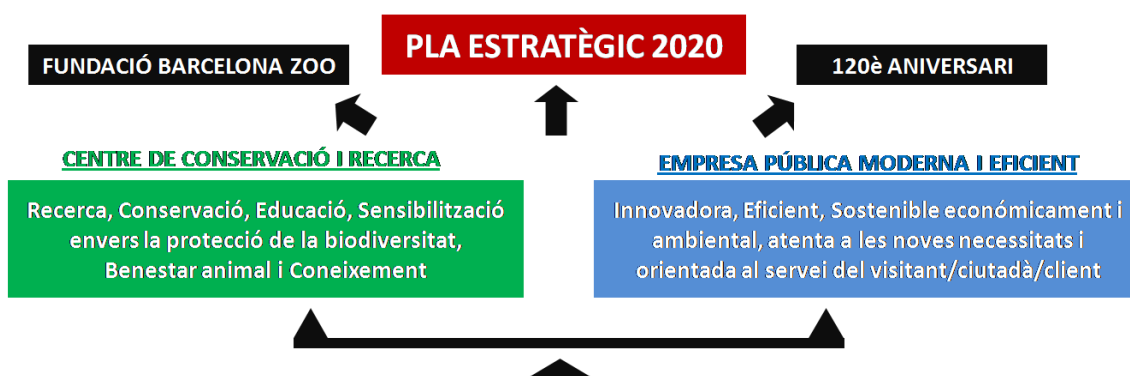 PLA ESTRATÈGIC 2020
FUNDACIÓ BARCELONA ZOO
120è ANIVERSARI
CENTRE DE CONSERVACIÓ I RECERCA
Recerca, Conservació, Educació, Sensibilització
envers la protecció de la biodiversitat,
Benestar animal i Coneixement
EMPRESA PÚBLICA MODERNA I EFICIENT
Innovadora, Eficient, Sostenible económicament i
ambiental, atenta a les noves necessitats i
orientada al servei del visitant/ciutadà/client